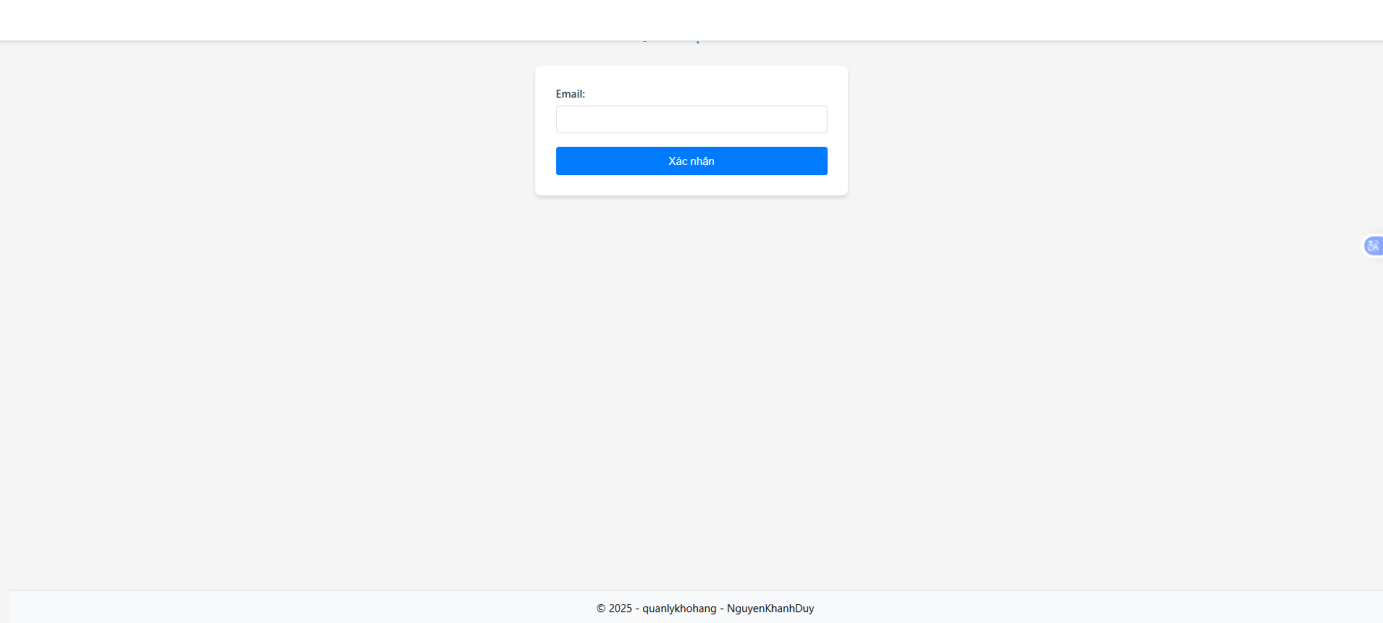 Email:
Xác nhận
© 2025 - quanlykhohang - NguyenKhanhDuy